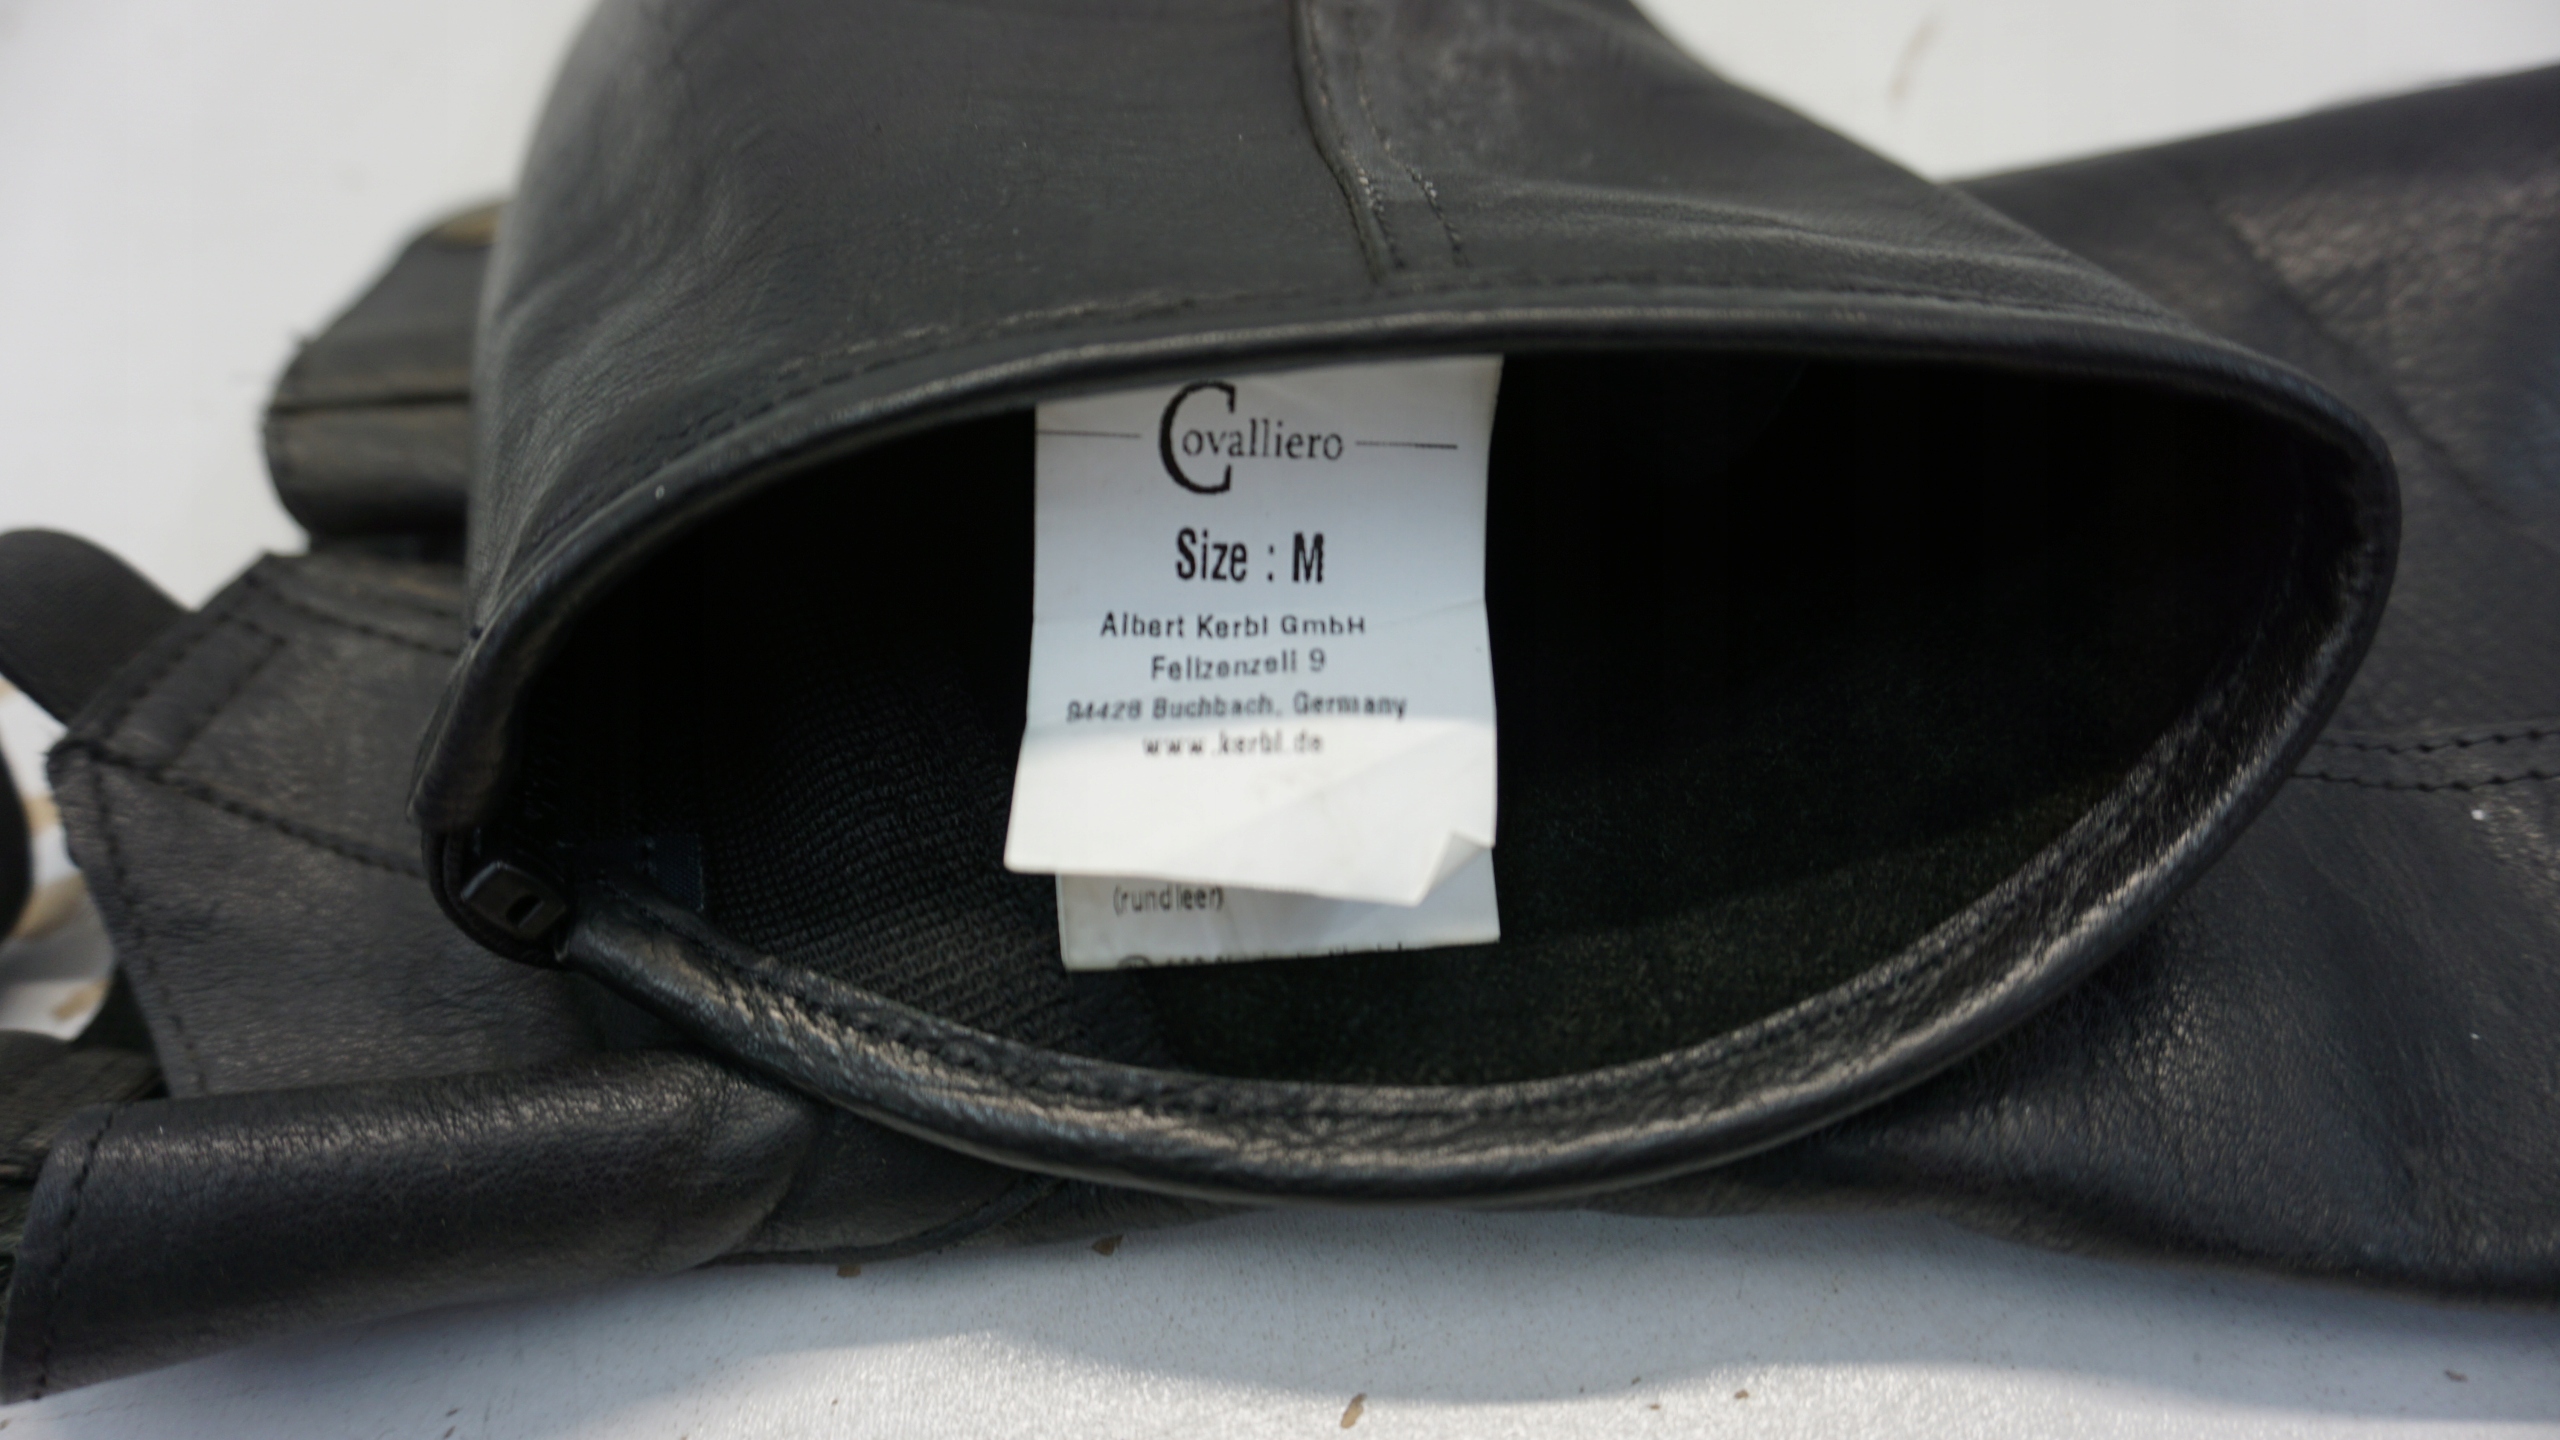 Covalliero
Size : M
Albert Kerbl GmbH
Felizenzell 9
84428 Buchbach, Germany
www.kerbl.de
(rundleer)